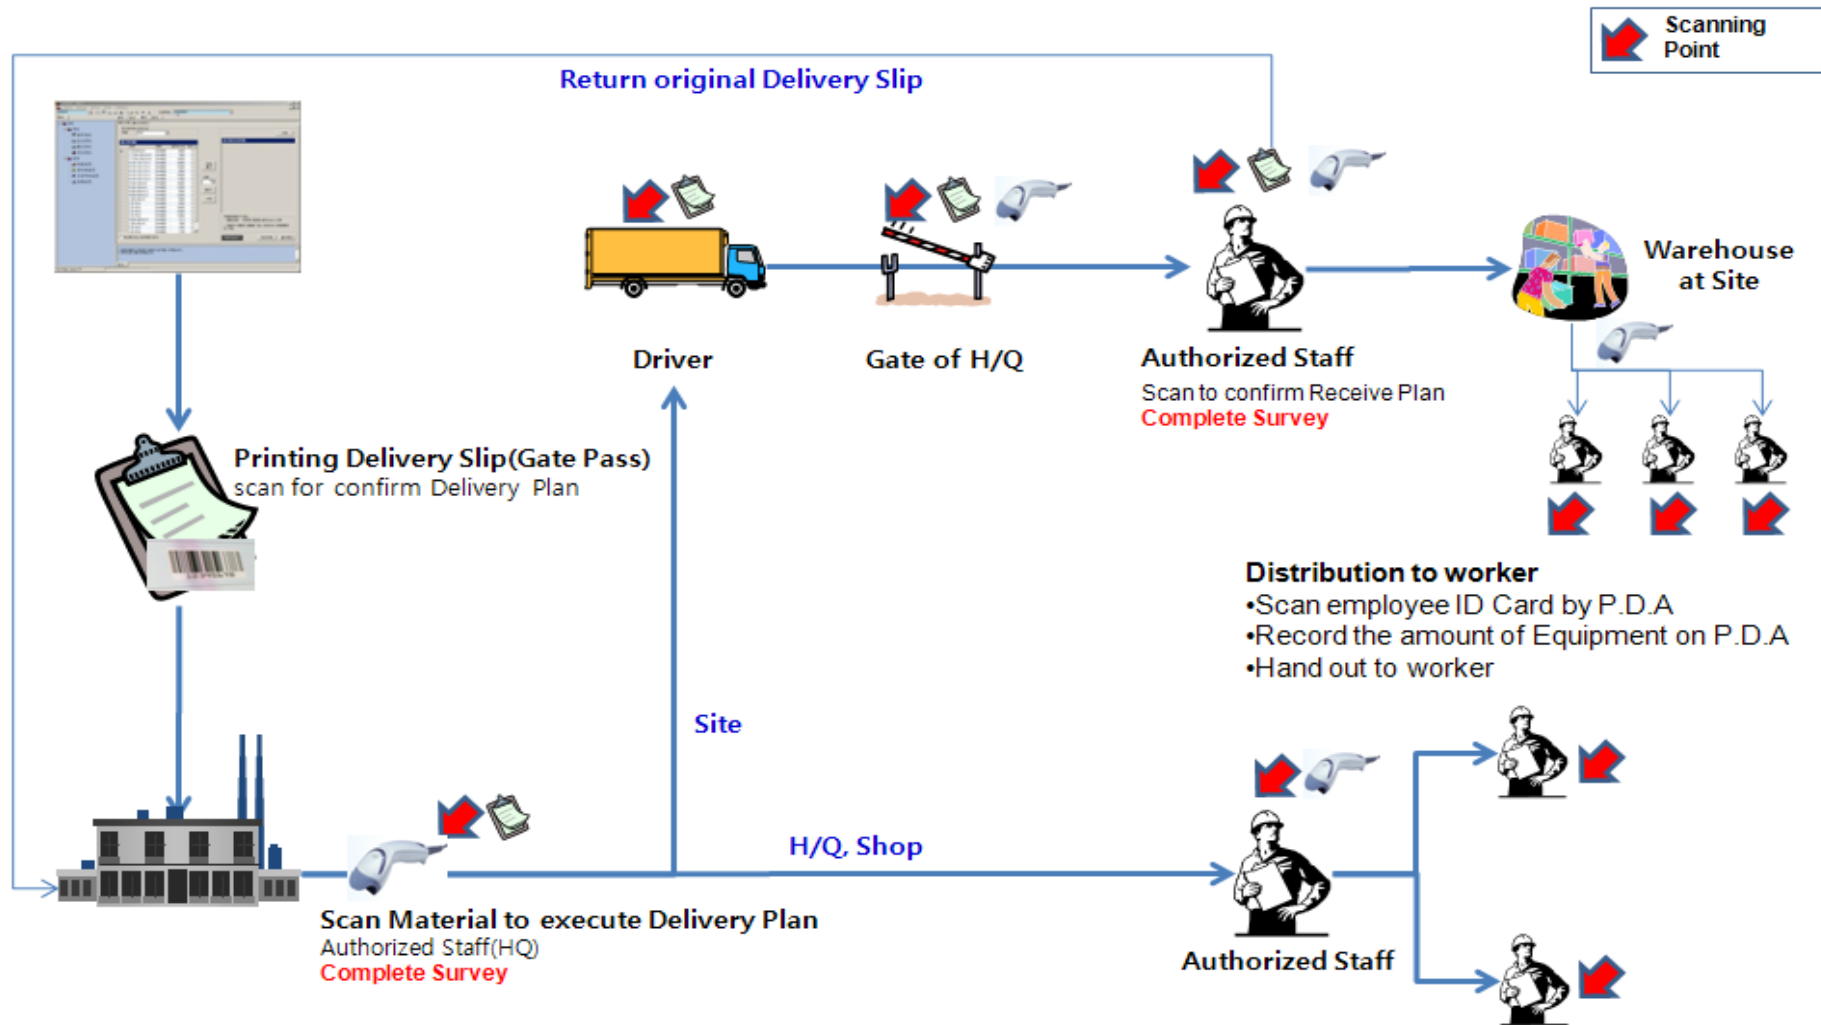 Scanning
Point
Return original Delivery Slip
Warehouse
at Site
Driver
Gate of H/Q
Authorized Staff
Scan to confirm Receive Plan
Complete Survey
Printing Delivery Slip(Gate Pass)
scan for confirm Delivery Plan
Distribution to worker
•Scan employee ID Card by P.D.A
•Record the amount of Equipment on P.D.A
•Hand out to worker
Site
H/Q, Shop
Scan Material to execute Delivery Plan
Authorized Staff(HQ)
Complete Survey
Authorized Staff